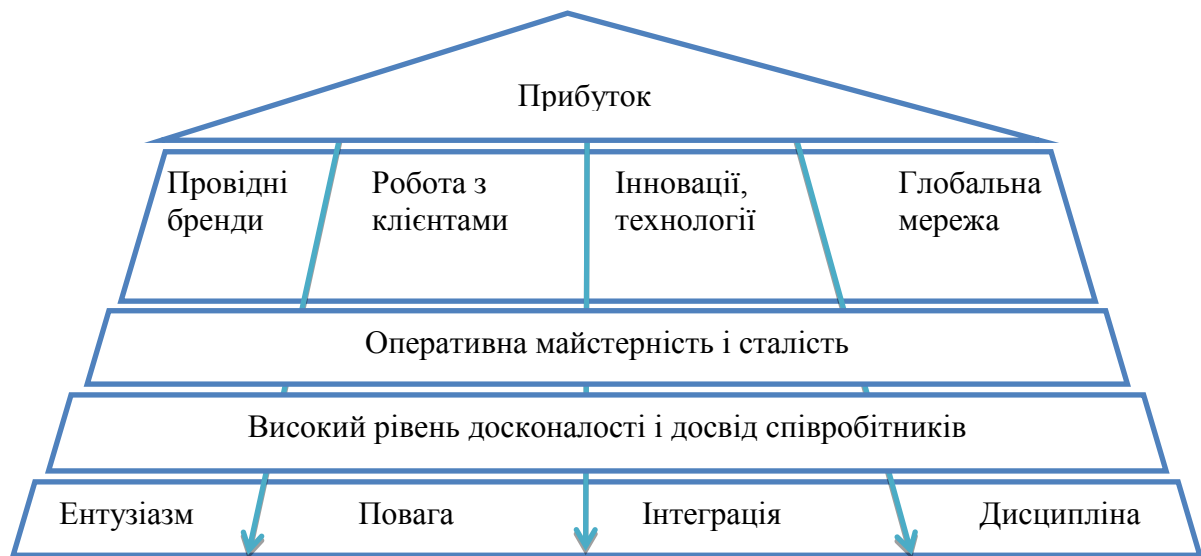 Прибуток
Провідні
бренди
Робота з
клієнтами
Інновації,
технології
Глобальна
мережа
Оперативна майстерність і сталість
Високий рівень досконалості і досвід співробітників
Ентузіазм
Повага
Інтеграція
Дисципліна